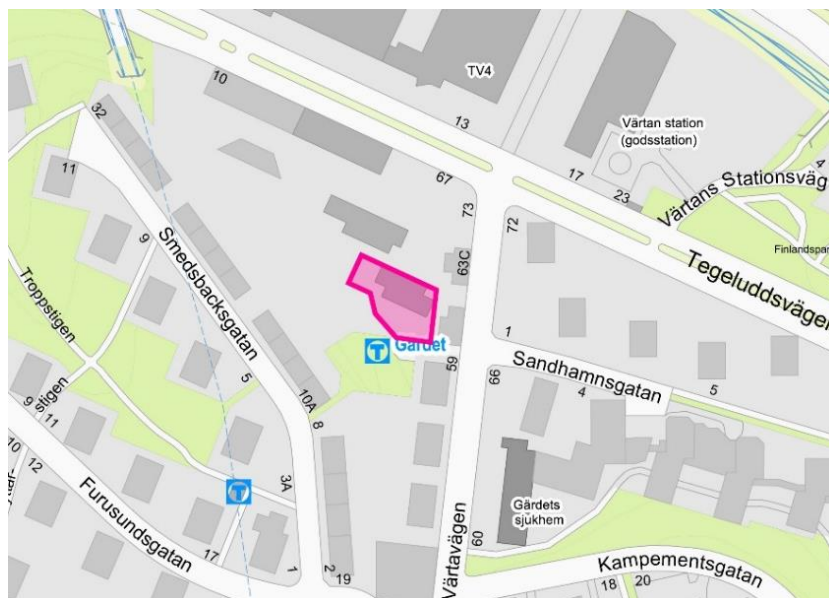 10
TV4
13
Värtan station
(godsstation)
4
32
11
67
17
23
Värtans Stationsväg
73
72
9
Smedsbacksgatan
63C
Finlandspar
Tegeluddsvägen
Troppstigen
T
Gärdet
59
1
Sandhamnsgatan
5
stigen
5
66
4
9
11
10A
8
10
12
Gärdets
sjukhem
3A
T
Furusundsgatan
60
Värtavägen
17
Kampementsgatan
1
2
19
18
20